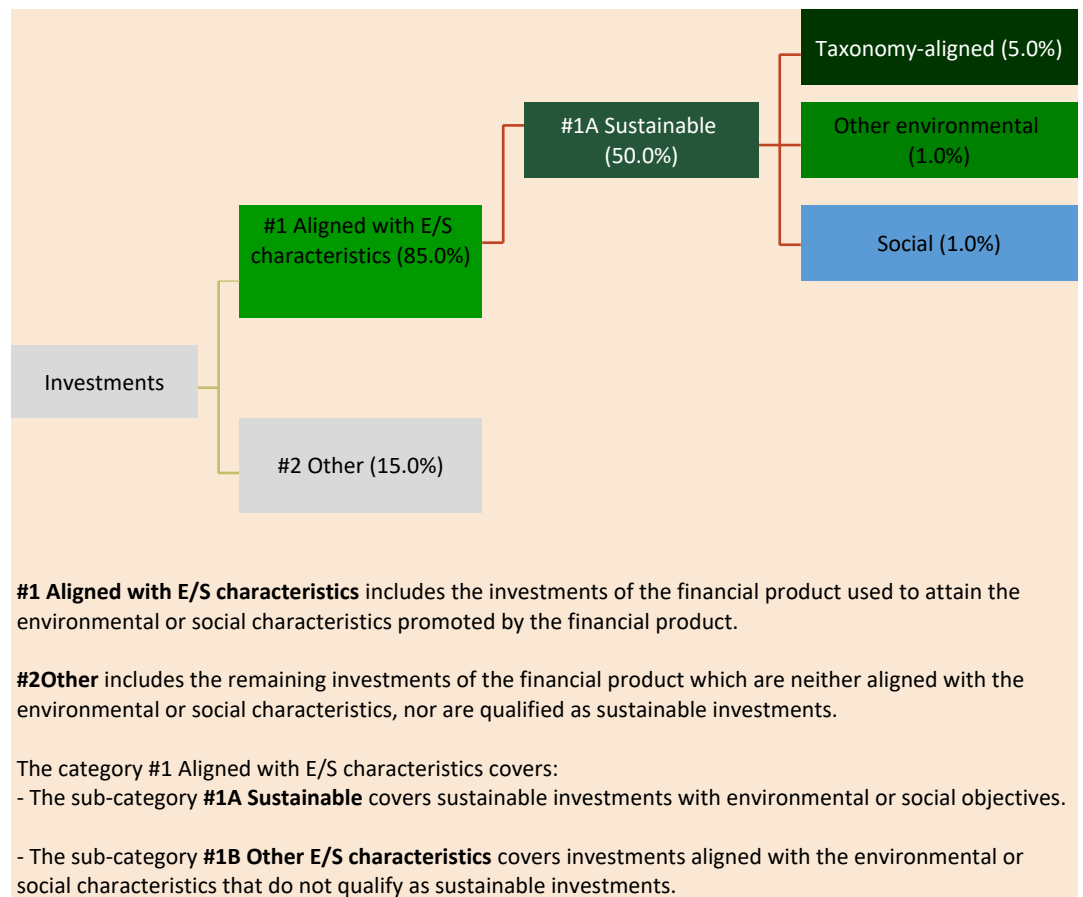 Taxonomy-aligned (5.0%)
#1A Sustainable
(50.0%)
Other environmental
(1.0%)
#1 Aligned with E/S
characteristics (85.0%)
Social (1.0%)
Investments
#2 Other (15.0%)
#1 Aligned with E/S characteristics includes the investments of the financial product used to attain the
environmental or social characteristics promoted by the financial product.
#2Other includes the remaining investments of the financial product which are neither aligned with the
environmental or social characteristics, nor are qualified as sustainable investments.
The category #1 Aligned with E/S characteristics covers:
- The sub-category #1A Sustainable covers sustainable investments with environmental or social objectives.
- The sub-category #1B Other E/S characteristics covers investments aligned with the environmental or
social characteristics that do not qualify as sustainable investments.